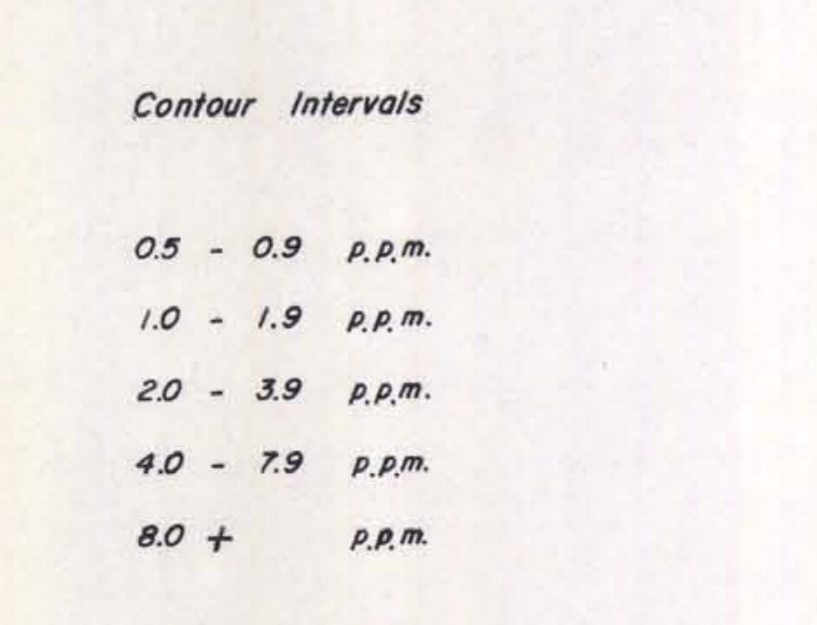 Contour Intervals
0.5 - 0.9 p.p.m.
1.0 - 1.9 p.p.m.
2.0 - 3.9 p.p.m.
4.0 - 7.9 p.p.m.
8.0 + p.p.m.